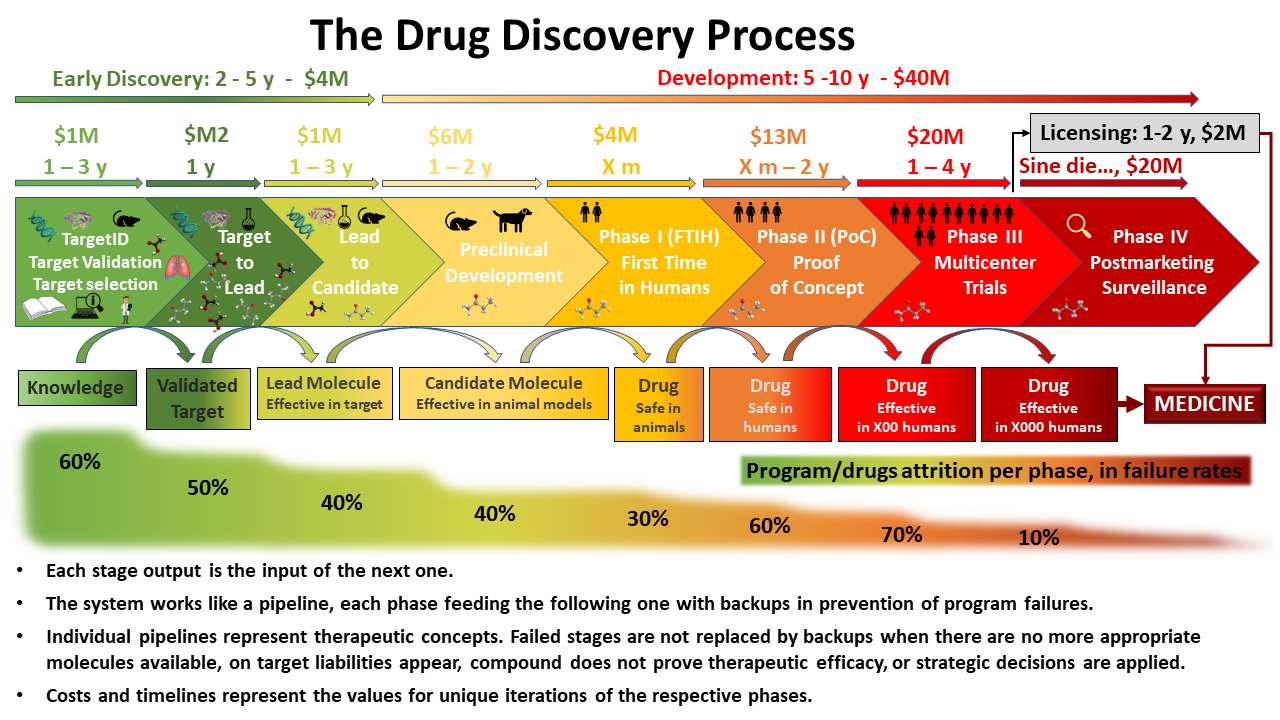 The Drug Discovery Process
Early Discovery: 2 - 5 y - $4M
Development: 5 -10 y - $40M
$1M
1 – 3 y
$M2
1 y
$1M
1 – 3 y
$6M
1 – 2 y
$4M
X m
$13M
X m – 2 y
$20M
1 – 4 y
Licensing: 1-2 y, $2M
Sine die…, $20M
TargetID
Target Validation
Target selection
Target
to
Lead
Lead
to
Candidate
Preclinical
Development
Phase I (FTIH)
First Time
in Humans
Phase II (PoC)
Proof
of Concept
Phase III
Multicenter
Trials
Phase IV
Postmarketing
Surveillance
Knowledge
Validated
Target
Lead Molecule
Effective in target
Candidate Molecule
Effective in animal models
Drug
Safe in
animals
Drug
Safe in
humans
Drug
Effective
in X00 humans
Drug
Effective
in X000 humans
MEDICINE
Program/drugs attrition per phase, in failure rates
60%
50%
40%
40%
30%
60%
70%
10%
• Each stage output is the input of the next one.
• The system works like a pipeline, each phase feeding the following one with backups in prevention of program failures.
• Individual pipelines represent therapeutic concepts. Failed stages are not replaced by backups when there are no more appropriate
molecules available, on target liabilities appear, compound does not prove therapeutic efficacy, or strategic decisions are applied.
• Costs and timelines represent the values for unique iterations of the respective phases.